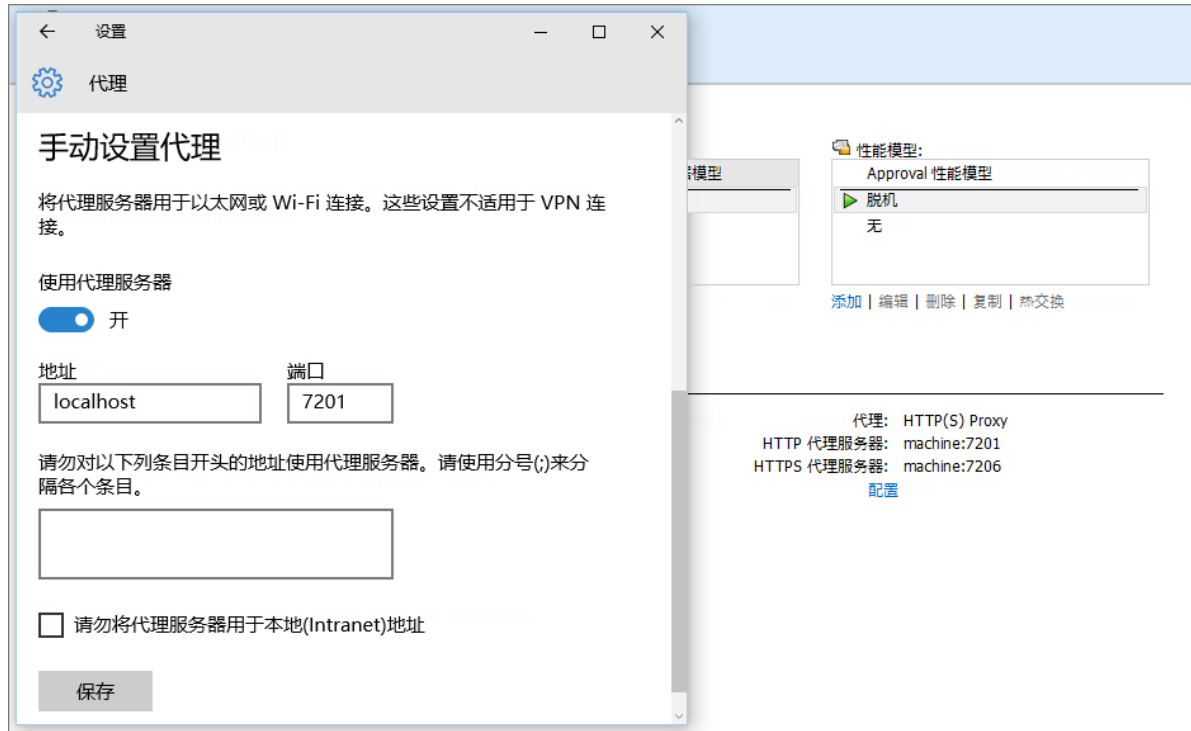 设置
代理
手动设置代理
将代理服务器用于以太网或 Wi-Fi 连接。这些设置不适用于 VPN 连
接。
使用代理服务器
开
地址 端口
localhost 7201
请勿对以下列条目开头的地址使用代理服务器。请使用分号(;)来分
隔各个条目。
请勿将代理服务器用于本地(Intranet)地址
保存
模型
性能模型:
Approval 性能模型
脱机
无
添加 | 编辑 | 删除 | 复制 | 热交换
代理: HTTP(S) Proxy
HTTP 代理服务器: machine:7201
HTTPS 代理服务器: machine:7206
配置